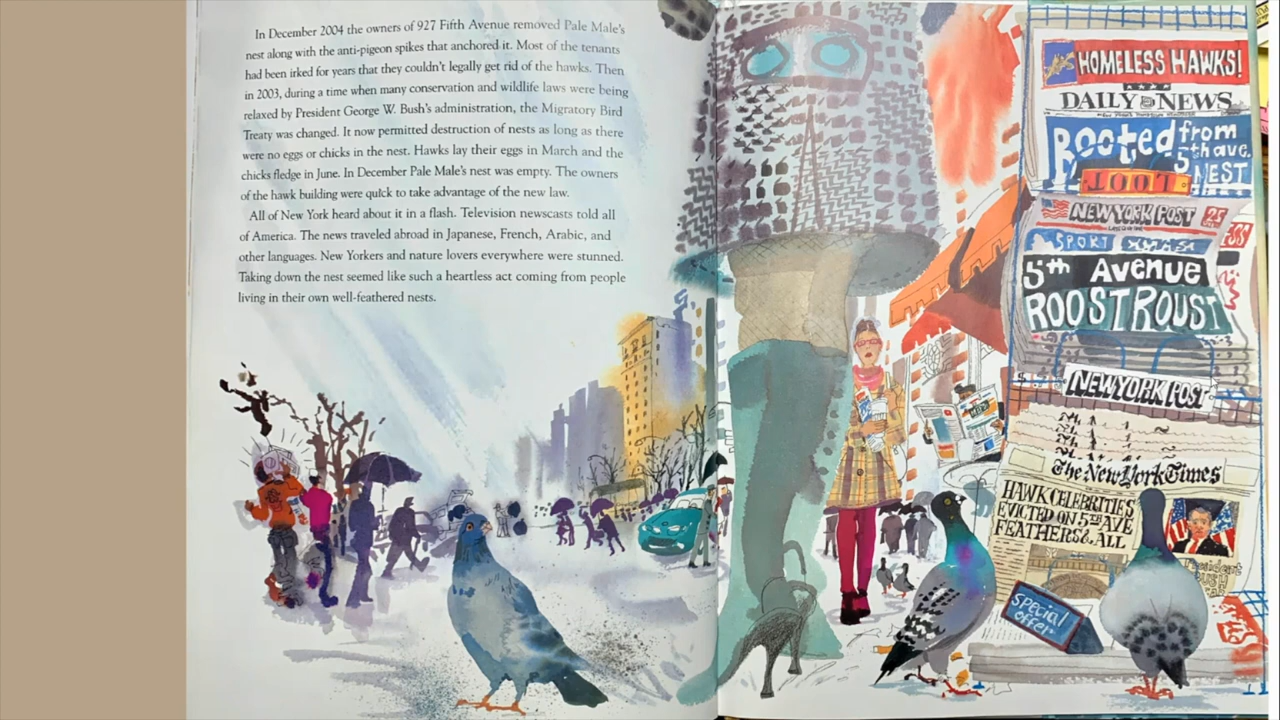 In December 2004 the owners of 927 Fifth Avenue removed Pale Male's
nest along with the anti-pigeon spikes that anchored it. Most of the tenants
had been irked for years that they couldn't legally get rid of the hawks. Then
in 2003, during a time when many conservation and wildlife laws were being
relaxed by President George W. Bush's administration, the Migratory Bird
Treaty was changed. It now permitted destruction of nests as long as there
were no eggs or chicks in the nest. Hawks lay their eggs in March and the
chicks fledge in June. In December Pale Male's nest was empty. The owners
of the hawk building were quick to take advantage of the new law.
All of New York heard about it in a flash. Television newscasts told all
of America. The news traveled abroad in Japanese, French, Arabic, and
other languages. New Yorkers and nature lovers everywhere were stunned.
Taking down the nest seemed like such a heartless act coming from people
living in their own well-feathered nests.
HOMELESS HAWKS!
DAILY NEWS
Booted from
5th ave.
NEST
NEW YORK POST
25
SPORT
5th Avenue
ROOST ROUST
NEW YORK POST
The New York Times
HAWK CELEBRITIES
EVICTED ON 5TH AVE
FEATHERS & ALL
President
Special
offer